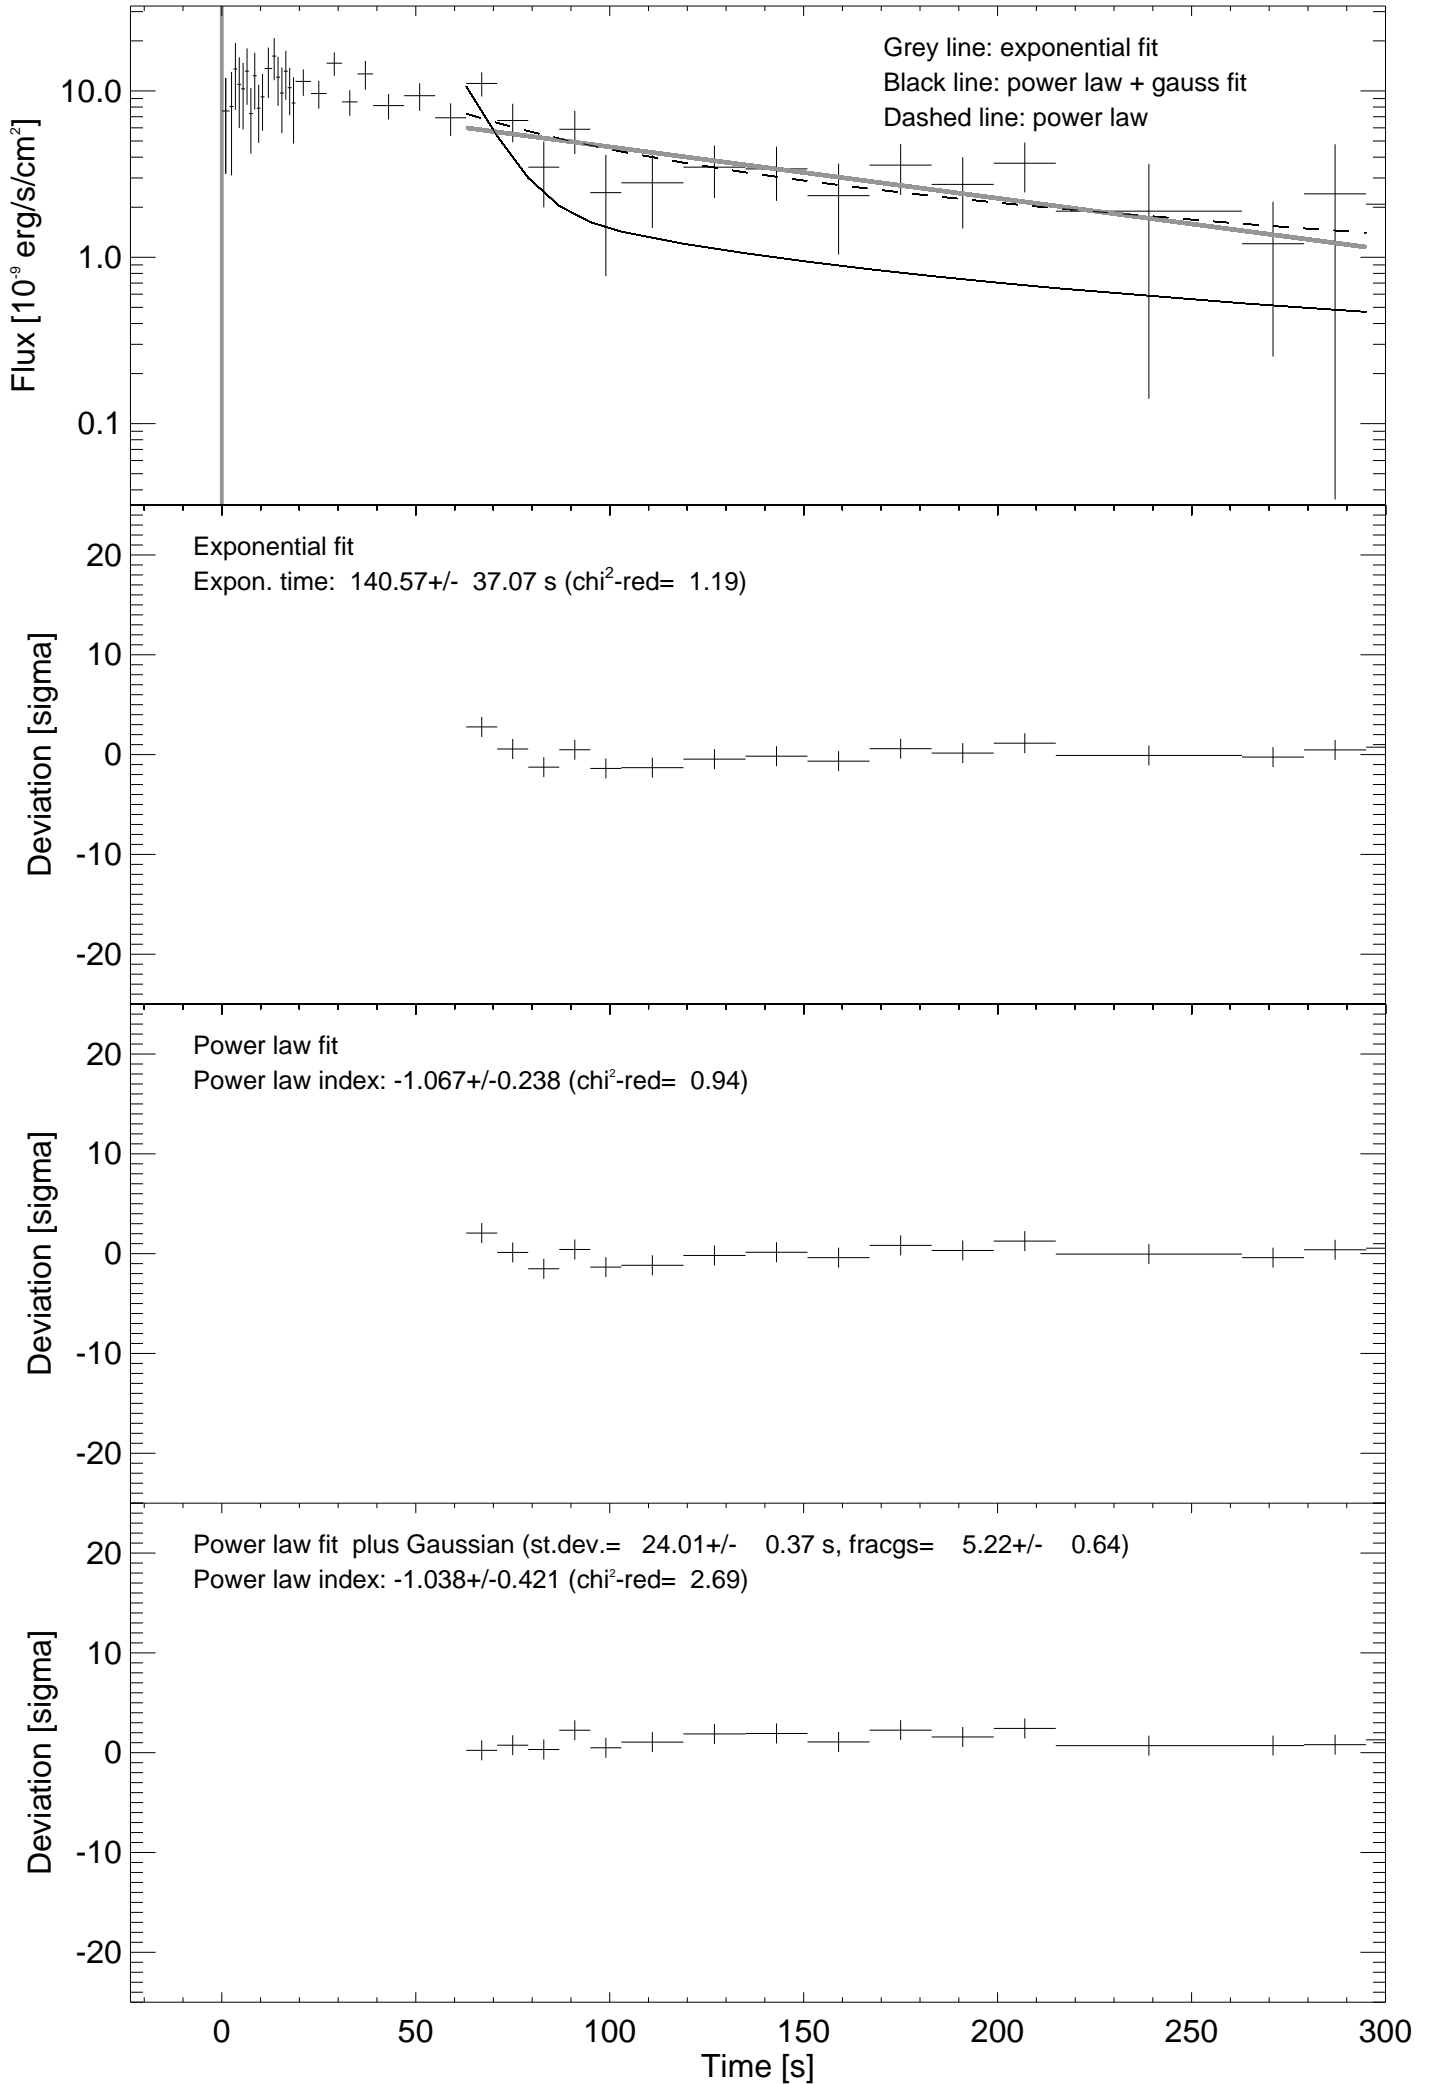 Grey line: exponential fit
Black line: power law + gauss fit
Dashed line: power law
10.0
1.0
0.1
Flux [10⁻⁹ erg/s/cm²]
Exponential fit
Expon. time: 140.57+/- 37.07 s (chi²-red= 1.19)
20
10
0
-10
-20
Deviation [sigma]
Power law fit
Power law index: -1.067+/-0.238 (chi²-red= 0.94)
20
10
0
-10
-20
Deviation [sigma]
Power law fit plus Gaussian (st.dev.= 24.01+/- 0.37 s, fracgs= 5.22+/- 0.64)
Power law index: -1.038+/-0.421 (chi²-red= 2.69)
20
10
0
-10
-20
Deviation [sigma]
0 50 100 150 200 250 300
Time [s]